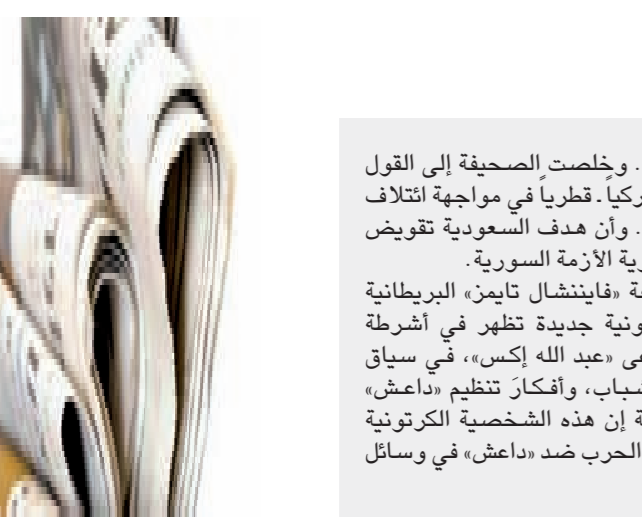 . وخلصت الصحيفة إلى القول
ركياً ـ قطرياً في مواجهة ائتلاف
. وأن هدف السعودية تقويض
رية الأزمة السورية.
ة «فايننشال تايمز» البريطانية
ونية جديدة تظهر في أشرطة
عى «عبد الله إكس»، في سياق
شباب، وأفكارَ تنظيم «داعش»
ة إن هذه الشخصية الكرتونية
الحرب ضد «داعش» في وسائل